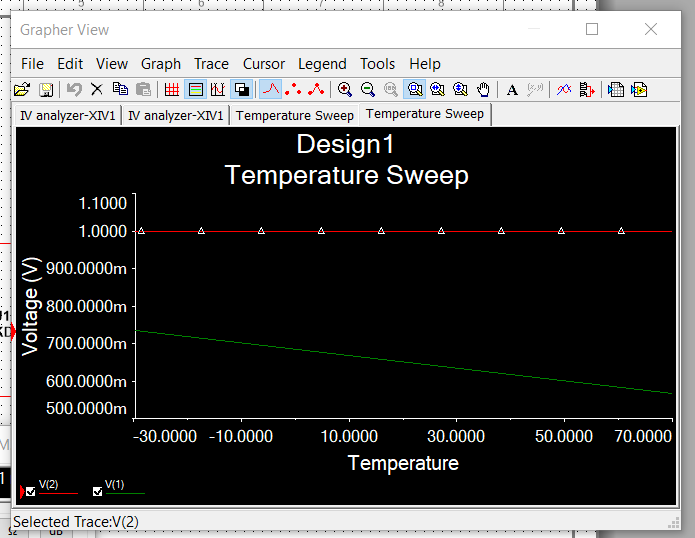 Grapher View
File Edit View Graph Trace Cursor Legend Tools Help
IV analyzer-XIV1 IV analyzer-XIV1 Temperature Sweep Temperature Sweep
Design1
Temperature Sweep
1.1000
1.0000
900.0000m
800.0000m
700.0000m
600.0000m
500.0000m
Voltage (V)
-30.0000 -10.0000 10.0000 30.0000 50.0000 70.0000
Temperature
V(2) V(1)
Selected Trace:V(2)